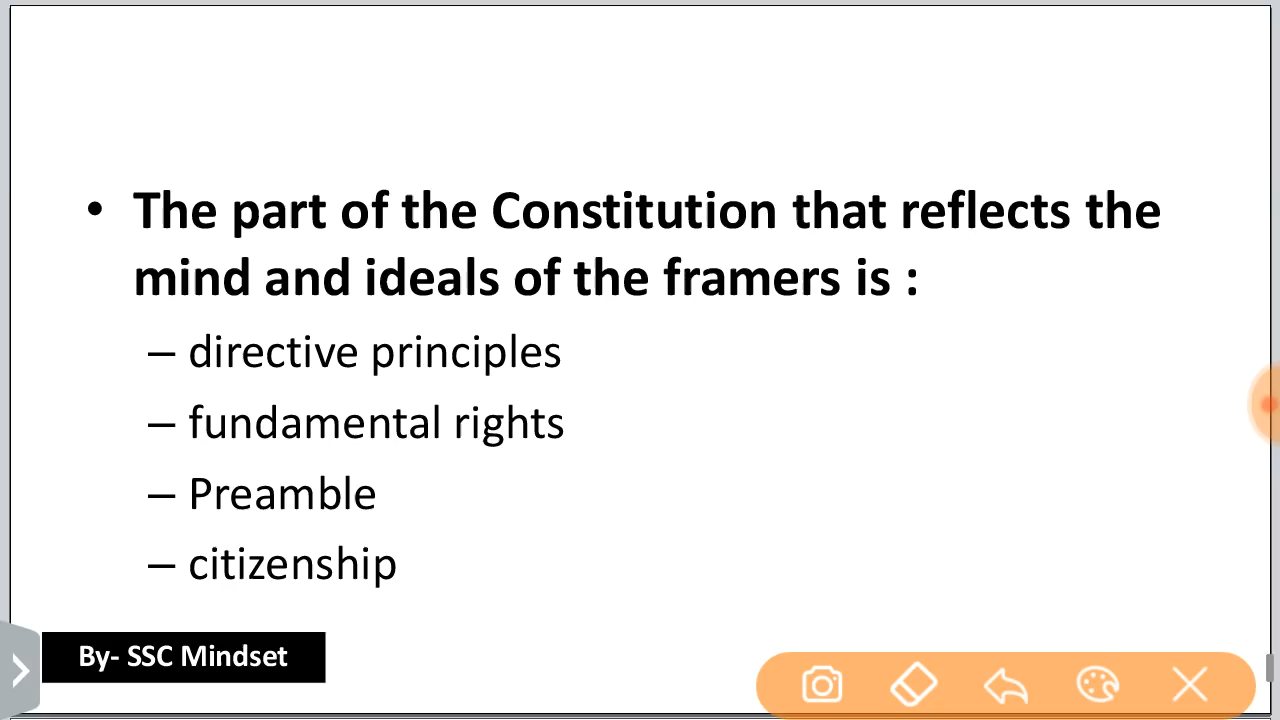 • The part of the Constitution that reflects the
mind and ideals of the framers is :
– directive principles
– fundamental rights
– Preamble
– citizenship
By- SSC Mindset